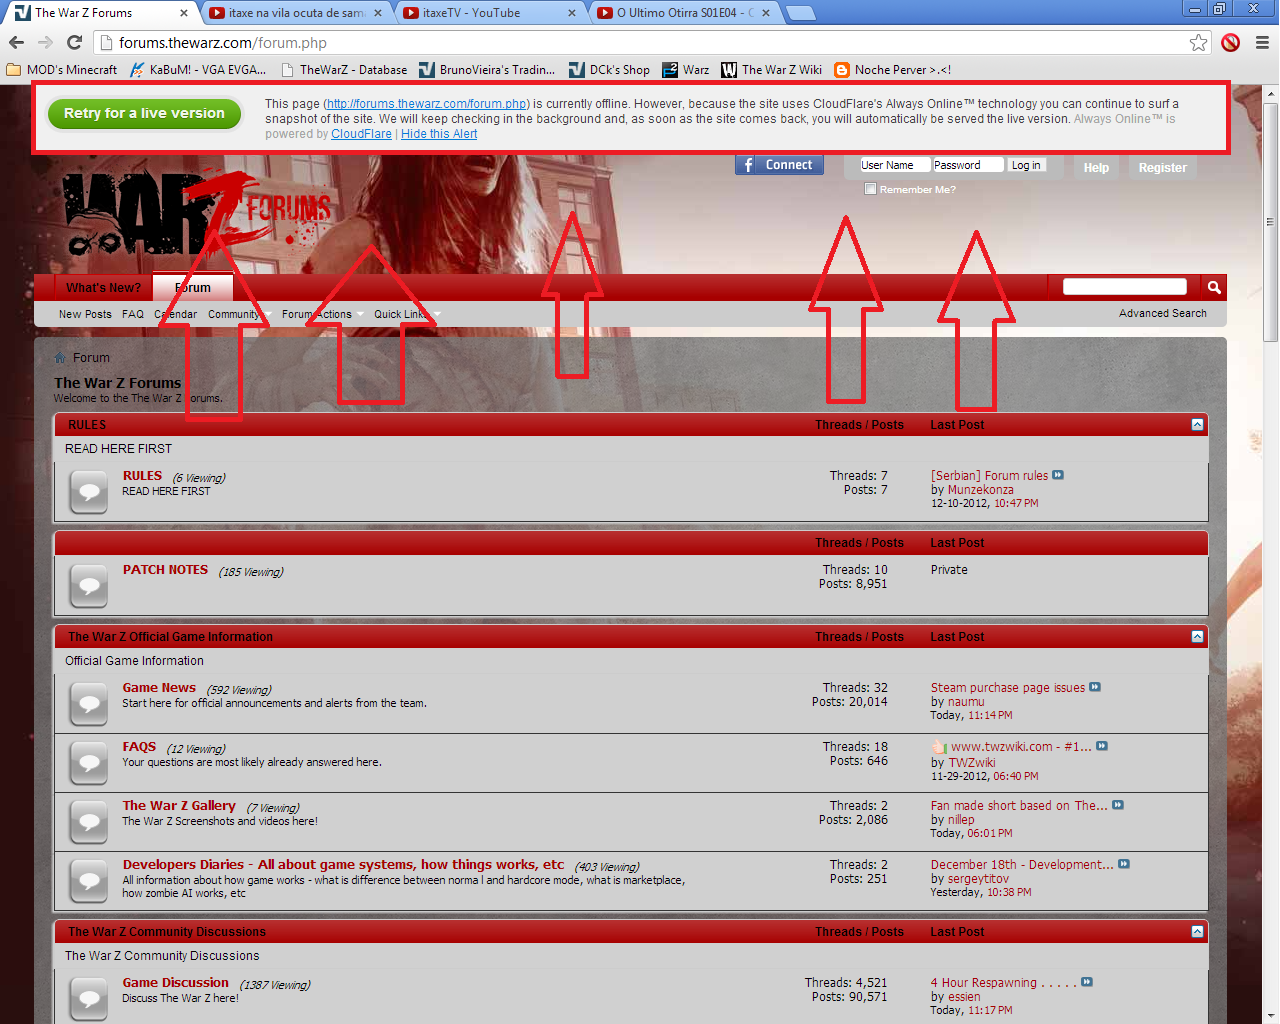 The War Z Forums
itaxe na vila ocuta de sam
itaxeTV - YouTube
O Ultimo Otirra S01E04 -
forums.thewarz.com/forum.php
MOD's Minecraft
KaBuM! - VGA EVGA...
TheWarZ - Database
BrunoVieira's Tradin...
DCk's Shop
Warz
The War Z Wiki
Noche Perver >.<!
Retry for a live version
This page (http://forums.thewarz.com/forum.php) is currently offline. However, because the site uses CloudFlare's Always Online™ technology you can continue to surf a
snapshot of the site. We will keep checking in the background and, as soon as the site comes back, you will automatically be served the live version. Always Online™ is
powered by CloudFlare | Hide this Alert
WAR Z FORUMS
f Connect
User Name Password Log in
Remember Me?
Help
Register
What's New?
Forum
New Posts FAQ Calendar Community Forum Actions Quick Links
Advanced Search
Forum
The War Z Forums
Welcome to the The War Z Forums.
RULES Threads / Posts Last Post
READ HERE FIRST
RULES (6 Viewing)
READ HERE FIRST
Threads: 7
Posts: 7
[Serbian] Forum rules
by Munzekonza
12-10-2012, 10:47 PM
Threads / Posts Last Post
PATCH NOTES (185 Viewing)
Threads: 10
Posts: 8,951
Private
The War Z Official Game Information Threads / Posts Last Post
Official Game Information
Game News (592 Viewing)
Start here for official announcements and alerts from the team.
Threads: 32
Posts: 20,014
Steam purchase page issues
by naumu
Today, 11:14 PM
FAQS (12 Viewing)
Your questions are most likely already answered here.
Threads: 18
Posts: 646
www.twzwiki.com - #1...
by TWZwiki
11-29-2012, 06:40 PM
The War Z Gallery (7 Viewing)
The War Z Screenshots and videos here!
Threads: 2
Posts: 2,086
Fan made short based on The...
by nillep
Today, 06:01 PM
Developers Diaries - All about game systems, how things works, etc (403 Viewing)
All information about how game works - what is difference between norma l and hardcore mode, what is marketplace,
how zombie AI works, etc
Threads: 2
Posts: 251
December 18th - Development...
by sergeytitov
Yesterday, 10:38 PM
The War Z Community Discussions Threads / Posts Last Post
The War Z Community Discussions
Game Discussion (1387 Viewing)
Discuss The War Z here!
Threads: 4,521
Posts: 90,571
4 Hour Respawning . . . . .
by essien
Today, 11:17 PM